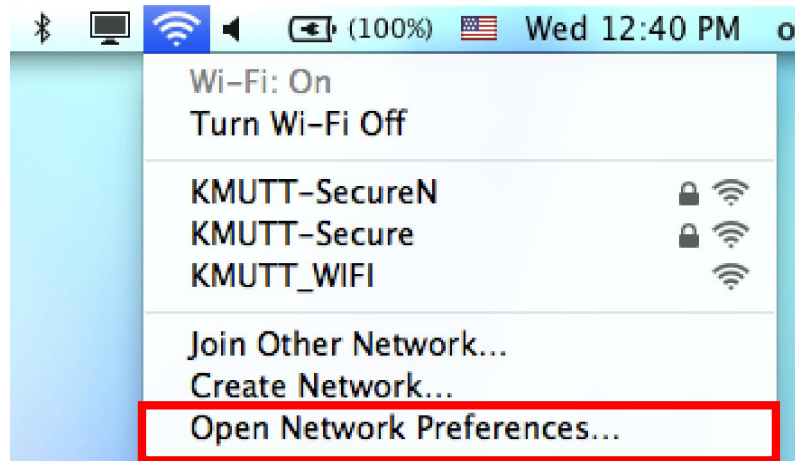 (100%) Wed 12:40 PM
Wi-Fi: On
Turn Wi-Fi Off
KMUTT-SecureN
KMUTT-Secure
KMUTT_WIFI
Join Other Network...
Create Network...
Open Network Preferences...